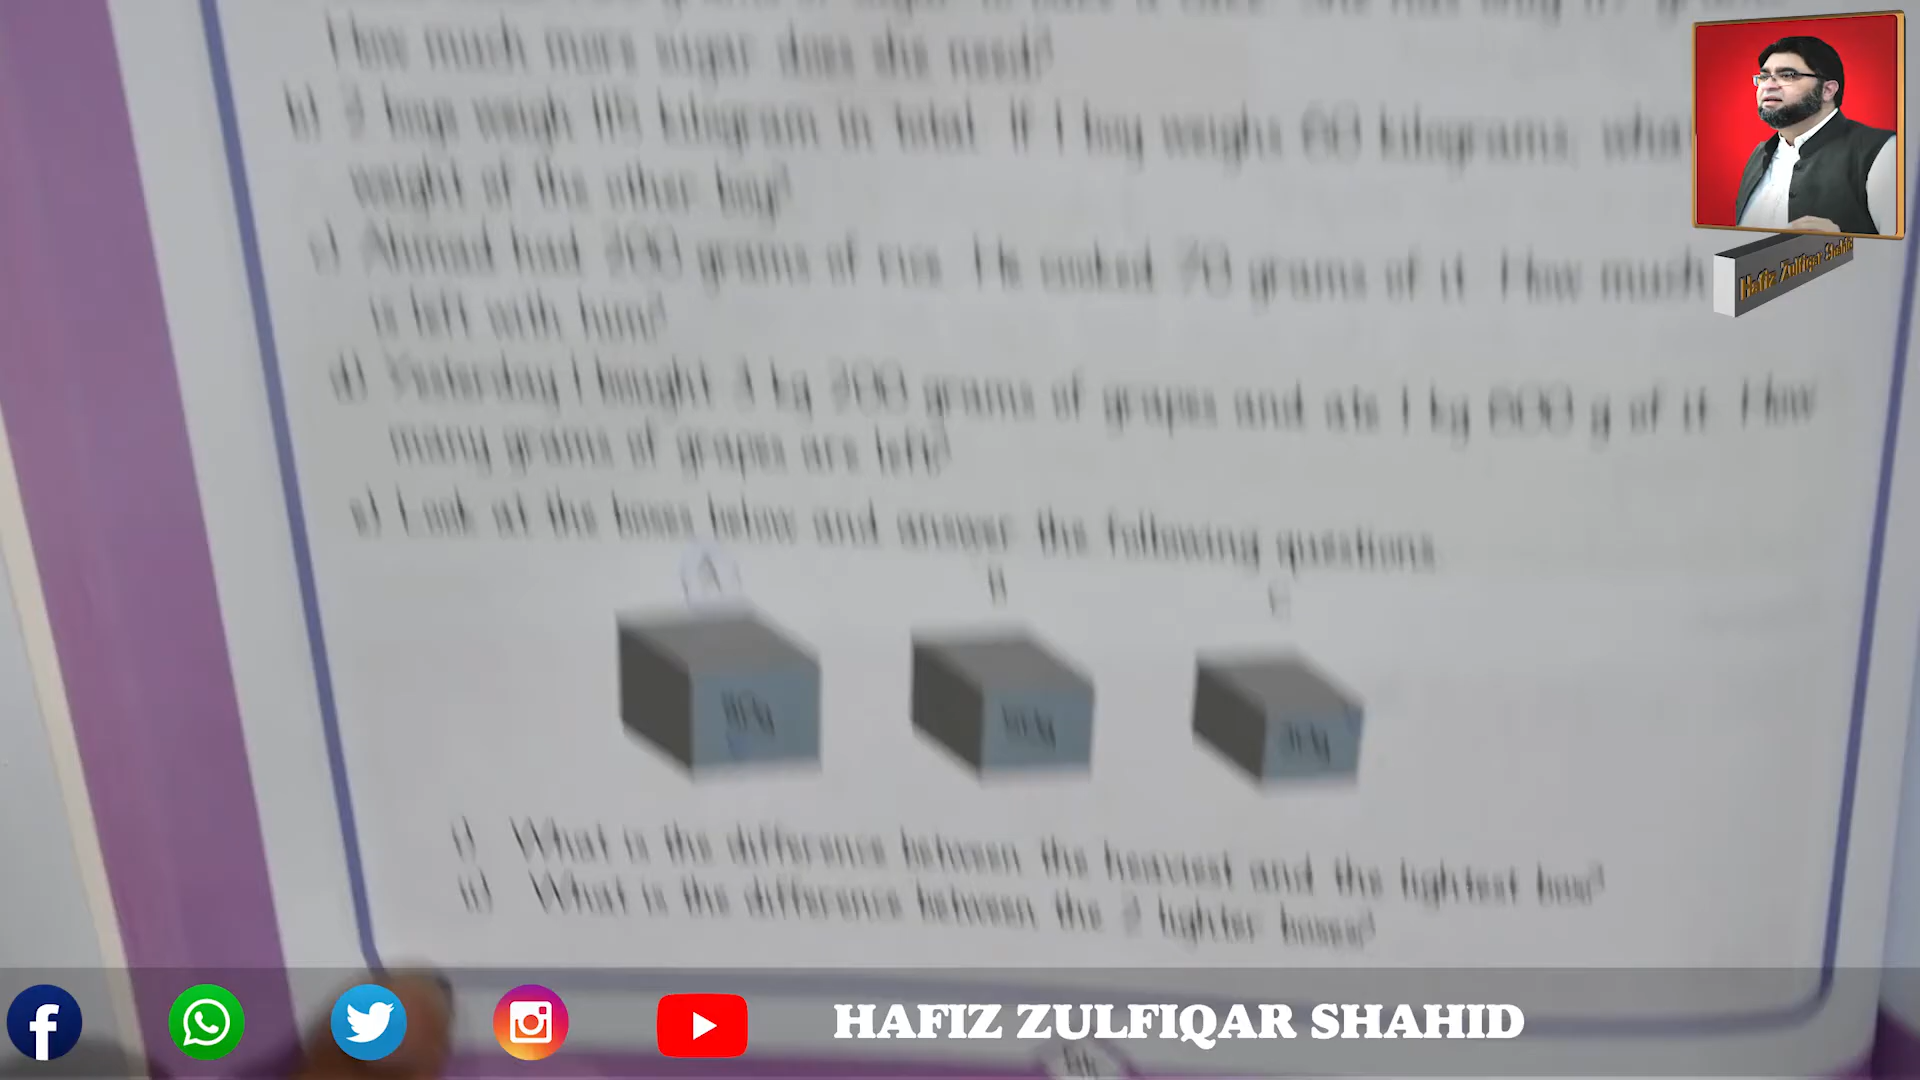 How much more sugar does she need?
b) 2 bags weigh kilogram in total. If 1 bag weighs 60 kilograms, what
weight of the other bag?
c) Ahmad had grams of rice. He cooked 70 grams of it. How much
is left with him?
d) Yesterday I bought 3 kg grams of grapes and ate 1 kg g of it. How
many grams of grapes are left?
e) Look at the boxes below and answer the following questions.
A B C
i) What is the difference between the heaviest and the lightest box?
ii) What is the difference between the 2 lighter boxes?
Hafiz Zulfiqar Shahid
HAFIZ ZULFIQAR SHAHID